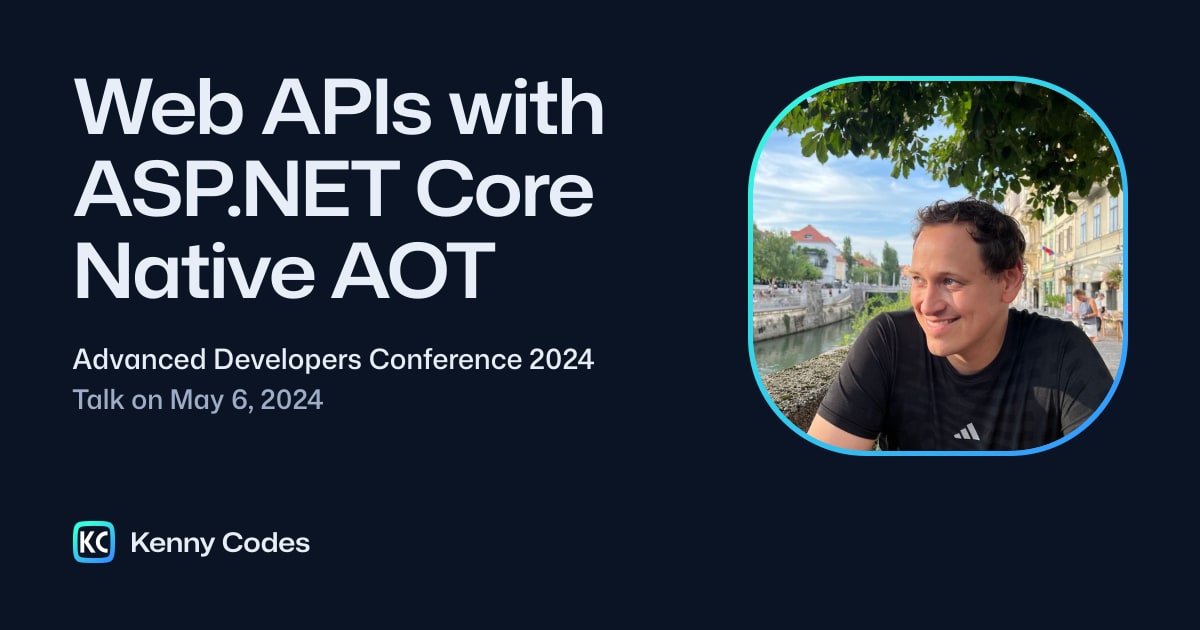 Web APIs with
ASP.NET Core
Native AOT
Advanced Developers Conference 2024
Talk on May 6, 2024
KC Kenny Codes